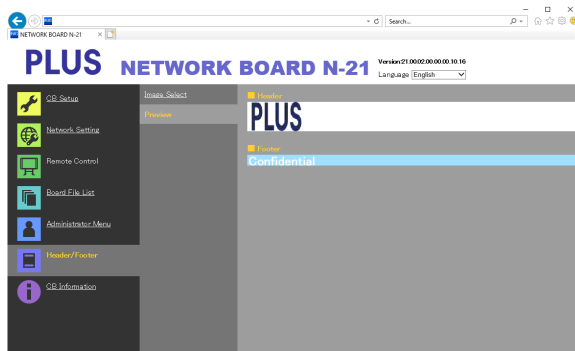 PLUS
Search...
PLUS NETWORK BOARD N-21
PLUS NETWORK BOARD N-21
Version:21.00.02.00.00.00.10.16
Language English
CB Setup
Network Setting
Remote Control
Board File List
Administrator Menu
Header/Footer
CB Information
Image Select
Preview
Header
PLUS
Footer
Confidential